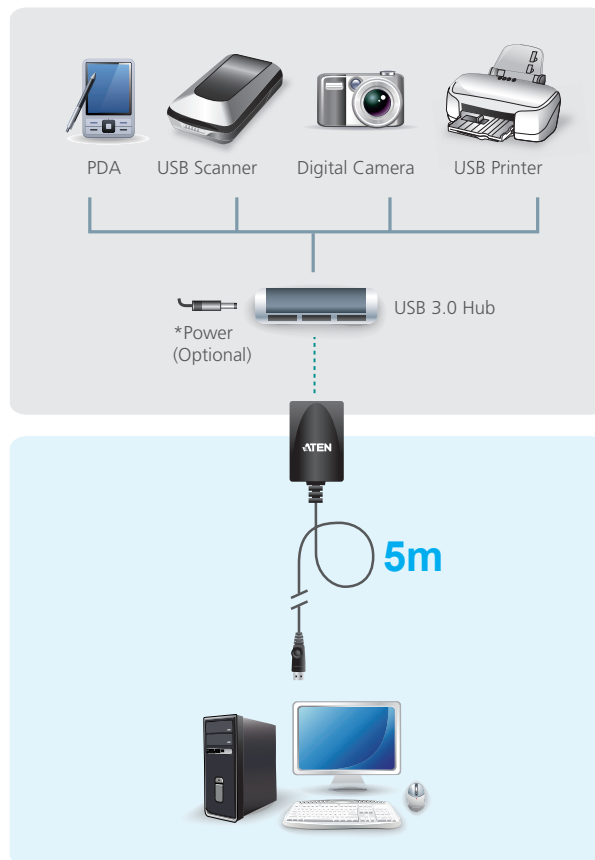 PDA
USB Scanner
Digital Camera
USB Printer
USB 3.0 Hub
*Power
(Optional)
ATEN
5m